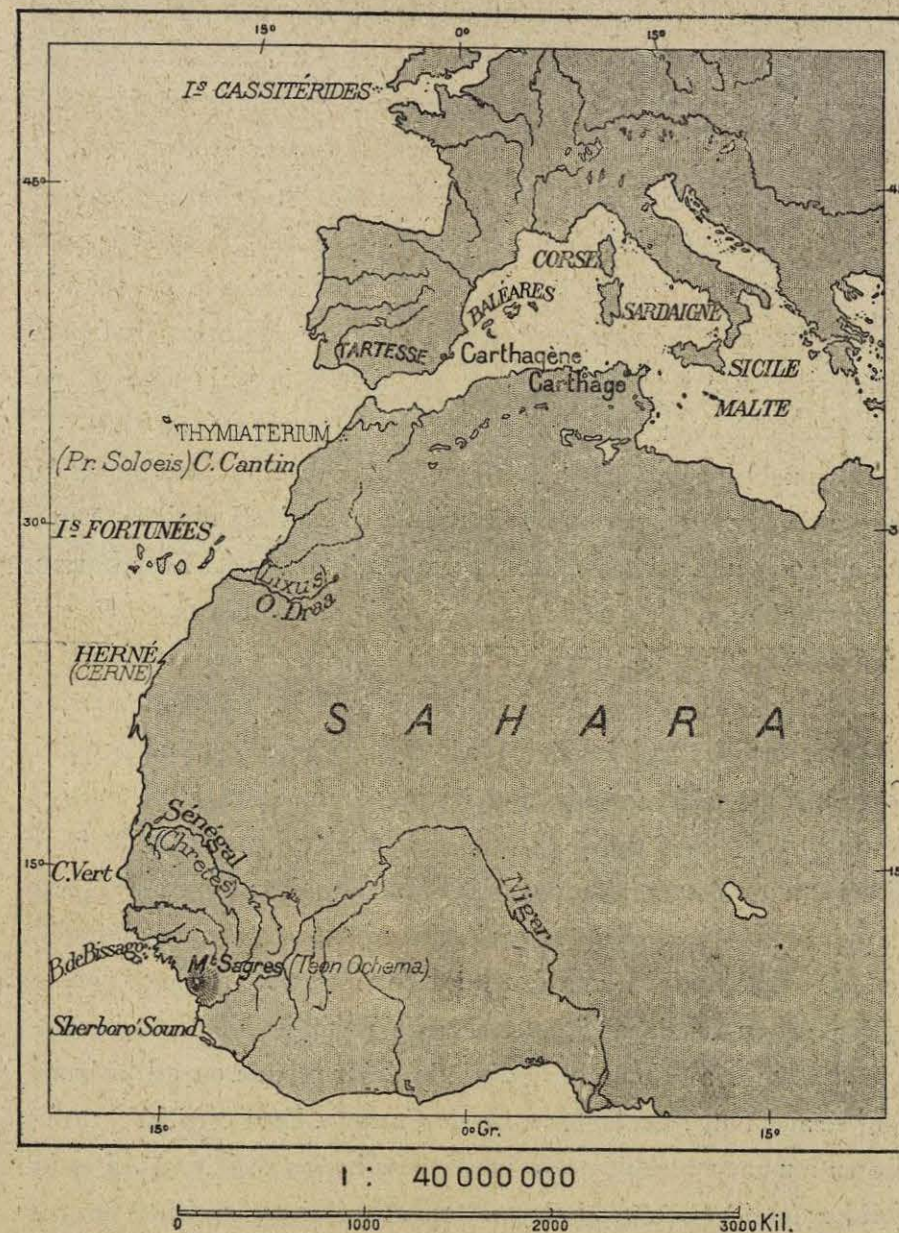 15° 0° 15°
Iˢ CASSITÉRIDES
45°
CORSE
BALÉARES
SARDAIGNE
TARTESSE
Carthagène
Carthage
SICILE
MALTE
THYMIATERIUM
(Pr. Soloeis) C. Cantin
30°
Iˢ FORTUNÉES
(Lixus)
O. Draa
HERNÉ
(CERNE)
SAHARA
Sénégal
(Chretes)
15°
C. Vert
Niger
B. de Bissago
Mᵗ Sagres (Teon Ochema)
Sherboro' Sound
15° 0° Gr. 15°
1 : 40 000 000
0 1000 2000 3000 Kil.